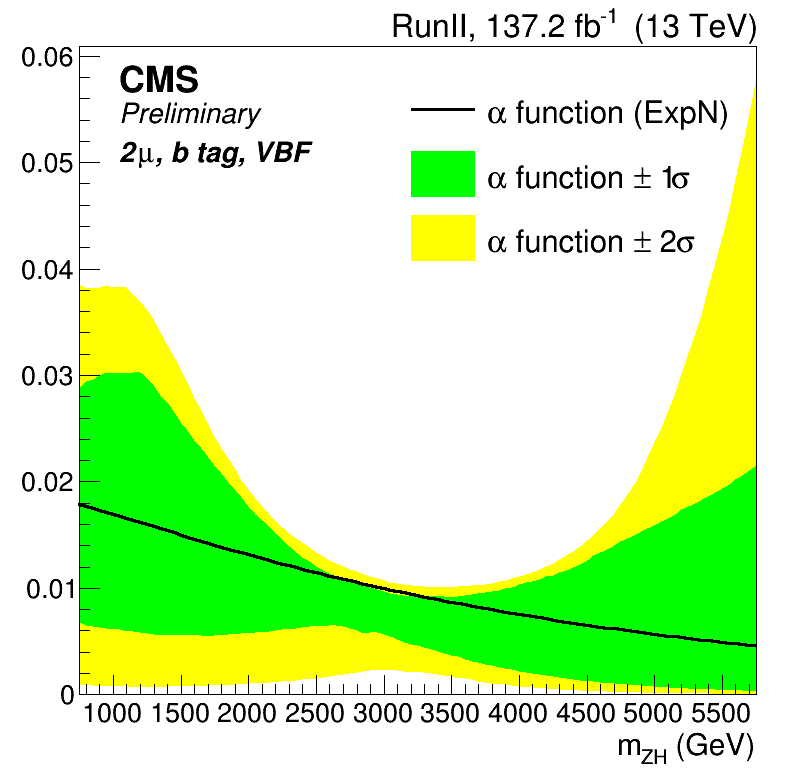 RunII, 137.2 fb-1 (13 TeV)
CMS
Preliminary
2μ, b tag, VBF
α function (ExpN)
α function ± 1σ
α function ± 2σ
0.06
0.05
0.04
0.03
0.02
0.01
0
1000 1500 2000 2500 3000 3500 4000 4500 5000 5500
mZH (GeV)